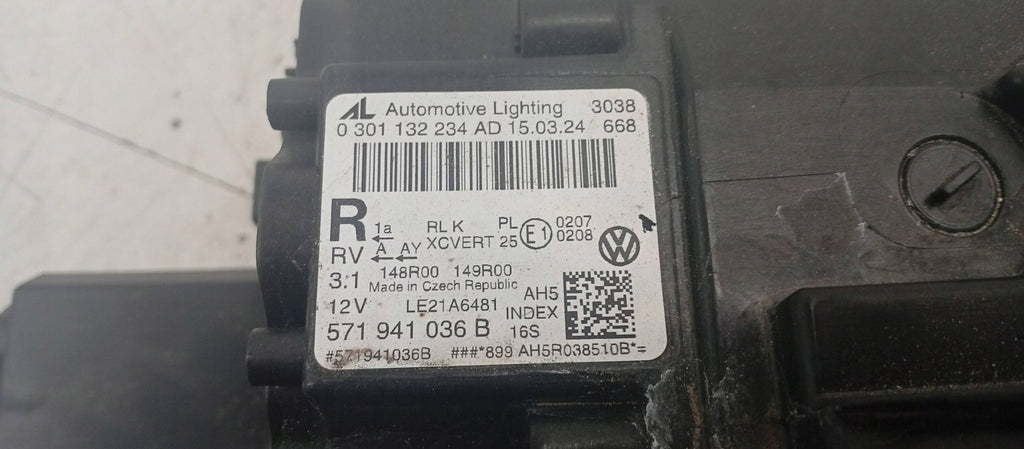 AL Automotive Lighting 3038
0 301 132 234 AD 15.03.24 668
R 1a RL K PL E1 0207
RV A AY XCVERT 25 0208
3.1 148R00 149R00
Made in Czech Republic
12V LE21A6481 AH5
571 941 036 B INDEX
16S
#571941036B ###*899 AH5R038510B*=